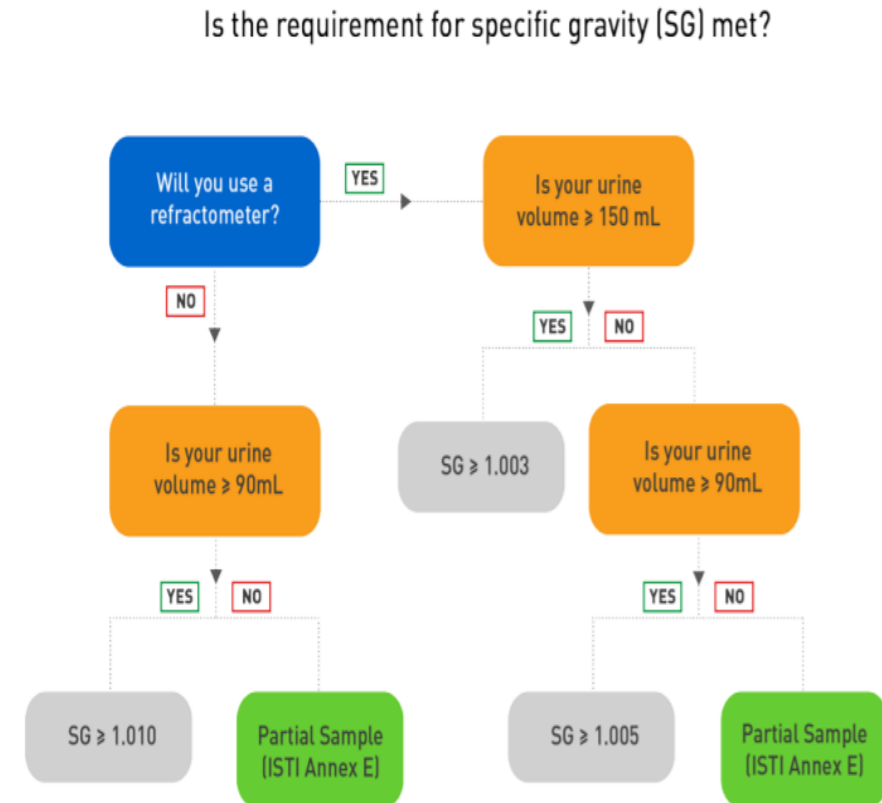 Is the requirement for specific gravity (SG) met?
Will you use a
refractometer?
YES
Is your urine
volume ⩾ 150 mL
NO
YES
NO
Is your urine
volume ⩾ 90mL
SG ⩾ 1.003
Is your urine
volume ⩾ 90mL
YES
NO
YES
NO
SG ⩾ 1.010
Partial Sample
(ISTI Annex E)
SG ⩾ 1.005
Partial Sample
(ISTI Annex E)